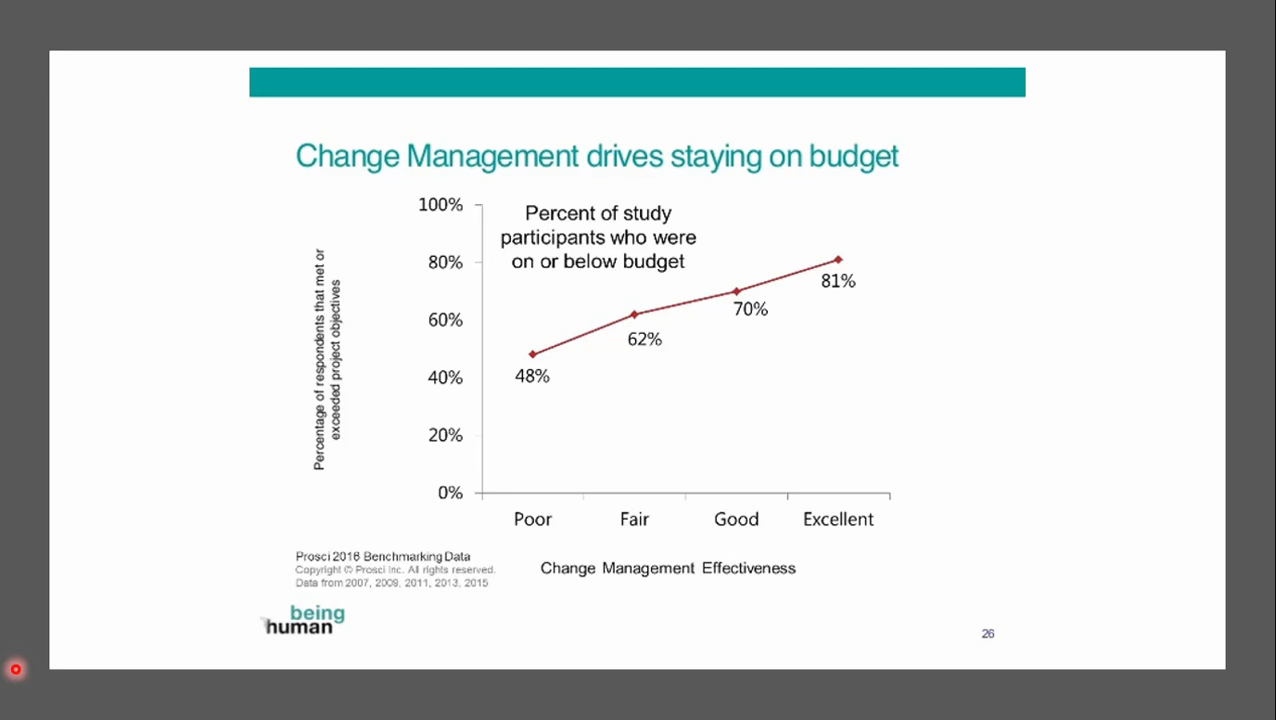 Change Management drives staying on budget
Percent of study
participants who were
on or below budget
Percentage of respondents that met or
exceeded project objectives
100%
80%
60%
40%
20%
0%
48%
62%
70%
81%
Poor Fair Good Excellent
Change Management Effectiveness
Prosci 2016 Benchmarking Data
Copyright © Prosci Inc. All rights reserved.
Data from 2007, 2009, 2011, 2013, 2015
being
human
26